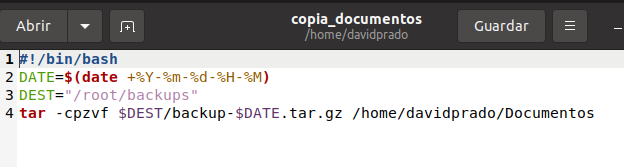 Abrir
copia_documentos
/home/davidprado
Guardar
1 #!/bin/bash
2 DATE=$(date +%Y-%m-%d-%H-%M)
3 DEST="/root/backups"
4 tar -cpzvf $DEST/backup-$DATE.tar.gz /home/davidprado/Documentos